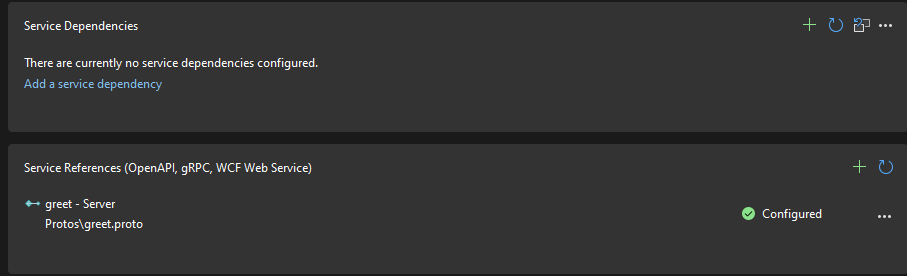 Service Dependencies
There are currently no service dependencies configured.
Add a service dependency
Service References (OpenAPI, gRPC, WCF Web Service)
greet - Server
Protos\greet.proto
Configured